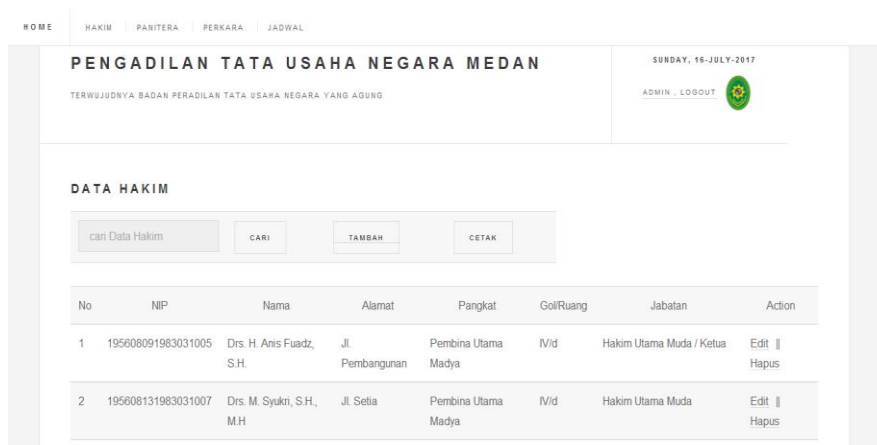 HOME HAKIM PANITERA PERKARA JADWAL
PENGADILAN TATA USAHA NEGARA MEDAN
TERWUJUDNYA BADAN PERADILAN TATA USAHA NEGARA YANG AGUNG
SUNDAY, 16-JULY-2017
ADMIN , LOGOUT
DATA HAKIM
cari Data Hakim CARI TAMBAH CETAK
No NIP Nama Alamat Pangkat Gol/Ruang Jabatan Action
1 195608091983031005 Drs. H. Anis Fuadz, Jl. Pembina Utama IV/d Hakim Utama Muda / Ketua Edit ||
S.H. Pembangunan Madya Hapus
2 195608131983031007 Drs. M. Syukri, S.H., Jl. Setia Pembina Utama IV/d Hakim Utama Muda Edit ||
M.H Madya Hapus